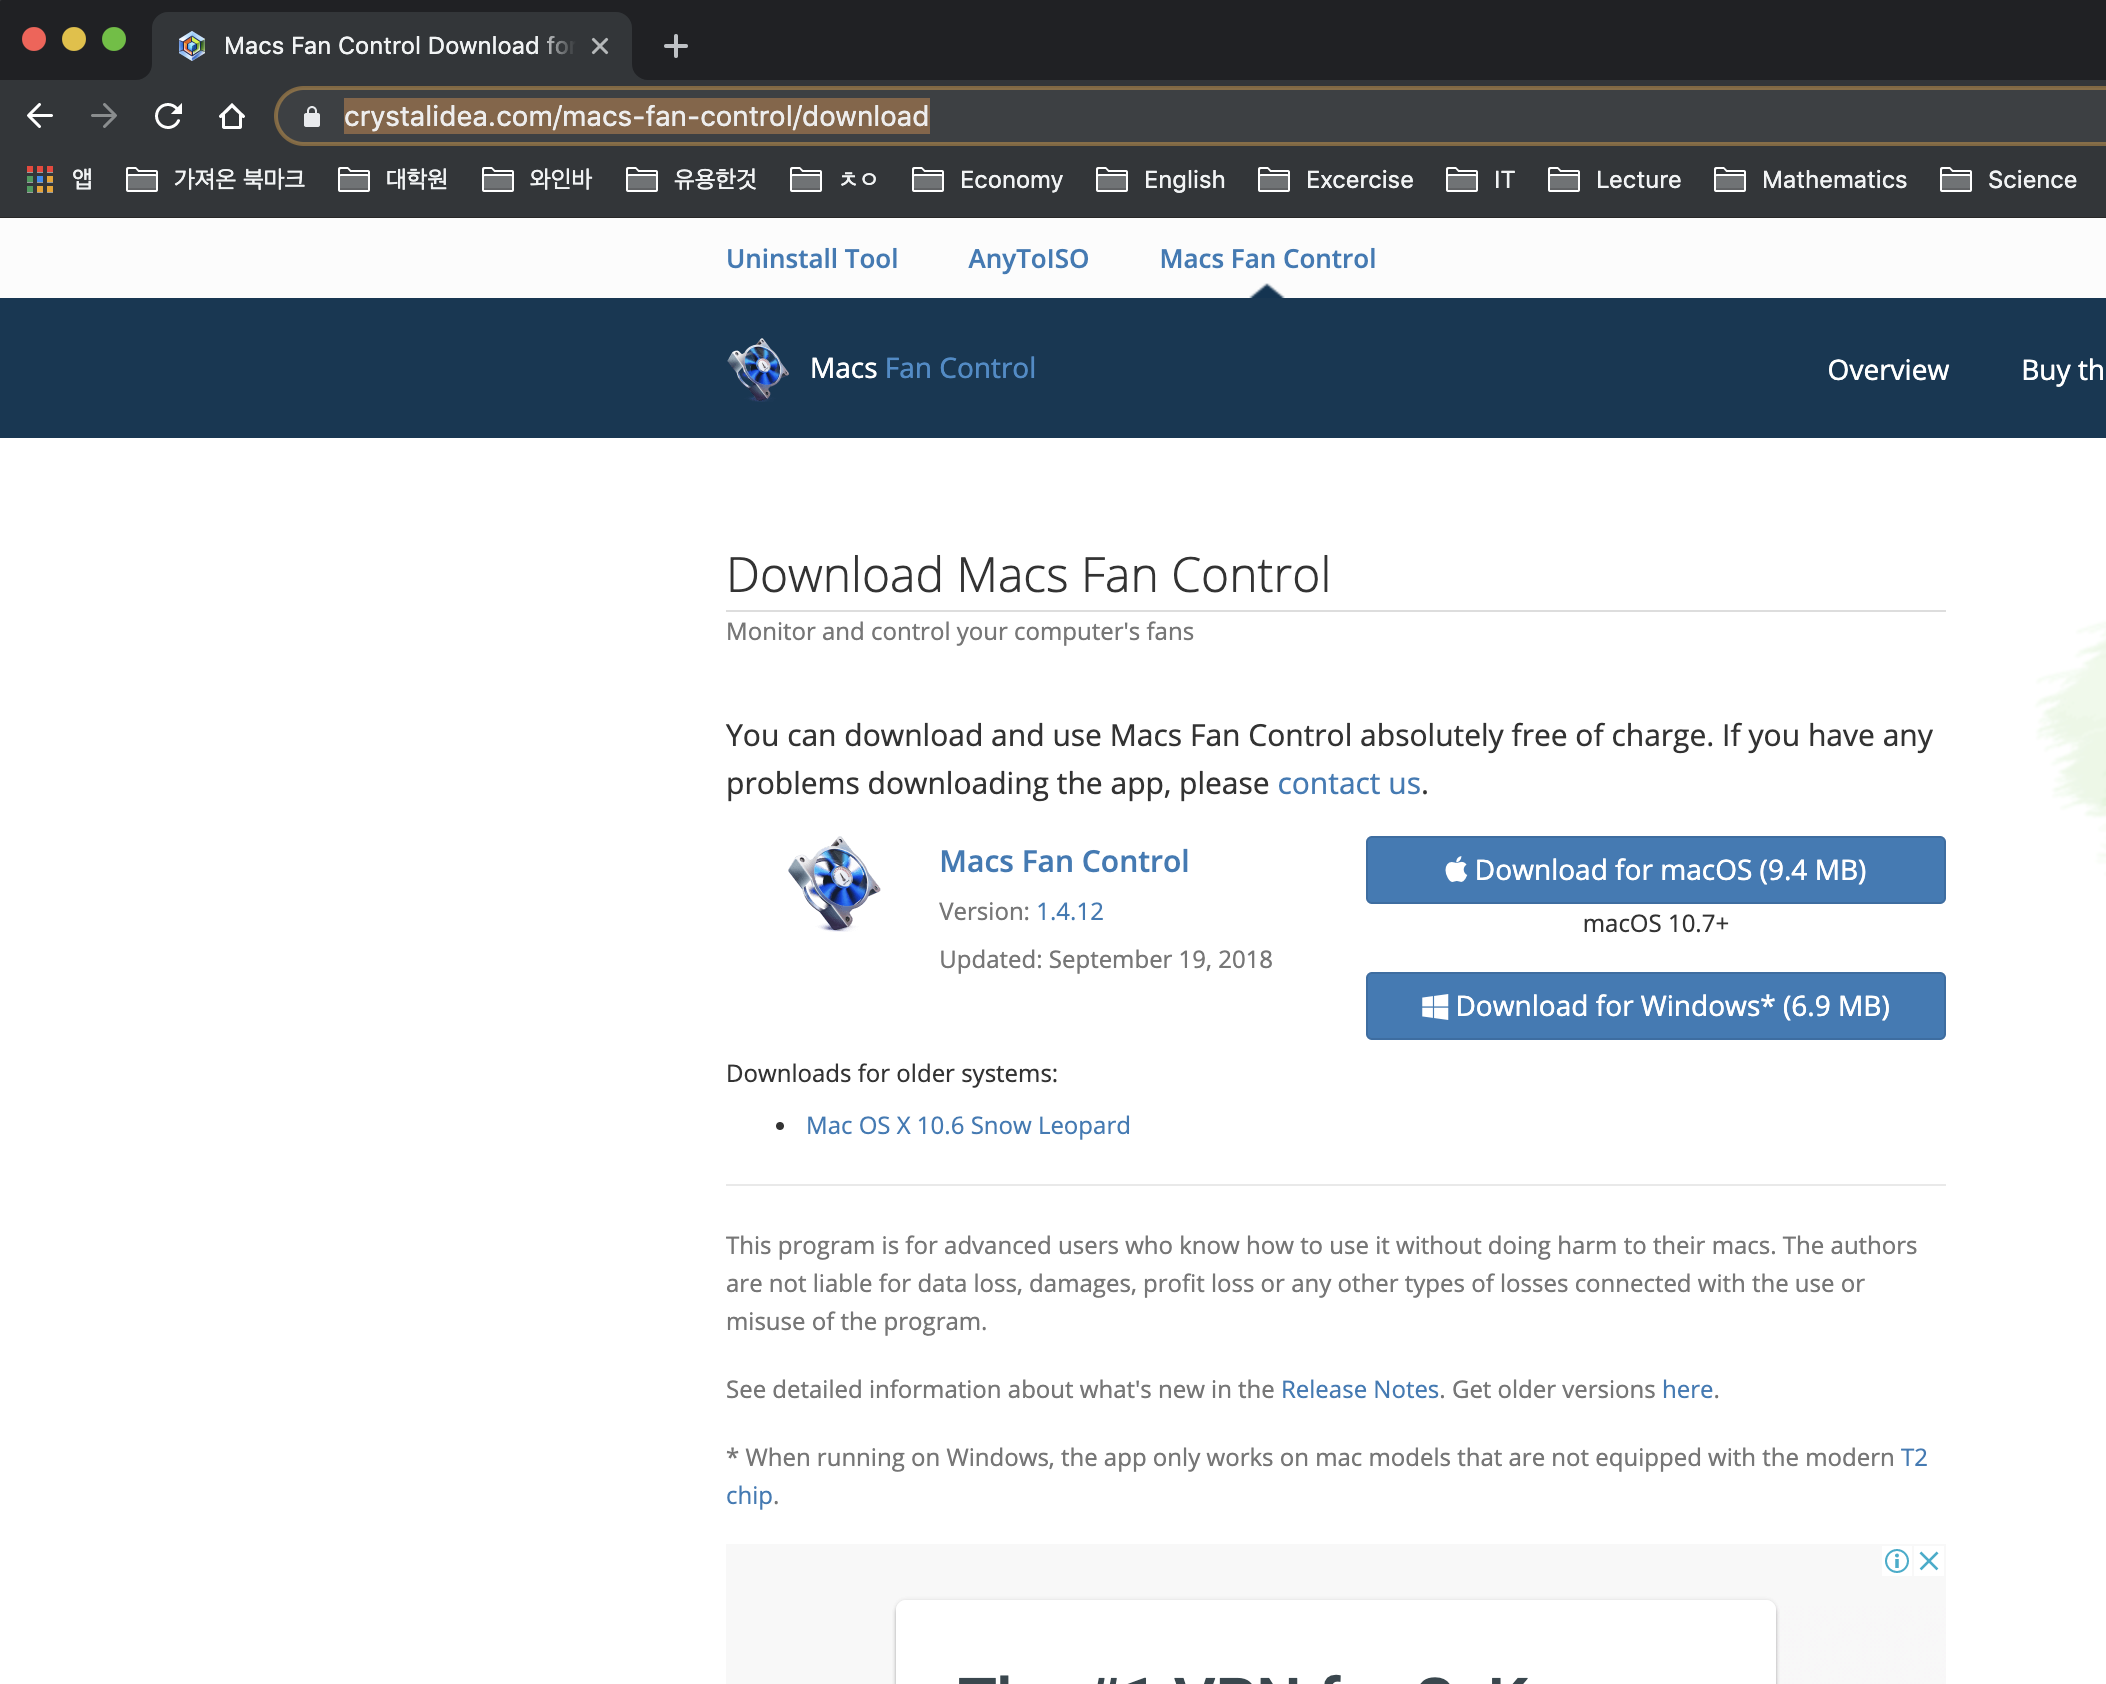 Macs Fan Control Download for
crystalidea.com/macs-fan-control/download
앱 가져온 북마크 대학원 와인바 유용한것 ㅊㅇ Economy English Excercise IT Lecture Mathematics Science
Uninstall Tool AnyToISO Macs Fan Control
Macs Fan Control Overview Buy th
Download Macs Fan Control
Monitor and control your computer's fans
You can download and use Macs Fan Control absolutely free of charge. If you have any
problems downloading the app, please contact us.
Macs Fan Control
Version: 1.4.12
Updated: September 19, 2018
Download for macOS (9.4 MB)
macOS 10.7+
Download for Windows* (6.9 MB)
Downloads for older systems:
• Mac OS X 10.6 Snow Leopard
This program is for advanced users who know how to use it without doing harm to their macs. The authors
are not liable for data loss, damages, profit loss or any other types of losses connected with the use or
misuse of the program.
See detailed information about what's new in the Release Notes. Get older versions here.
* When running on Windows, the app only works on mac models that are not equipped with the modern T2
chip.
The #1 VPN for